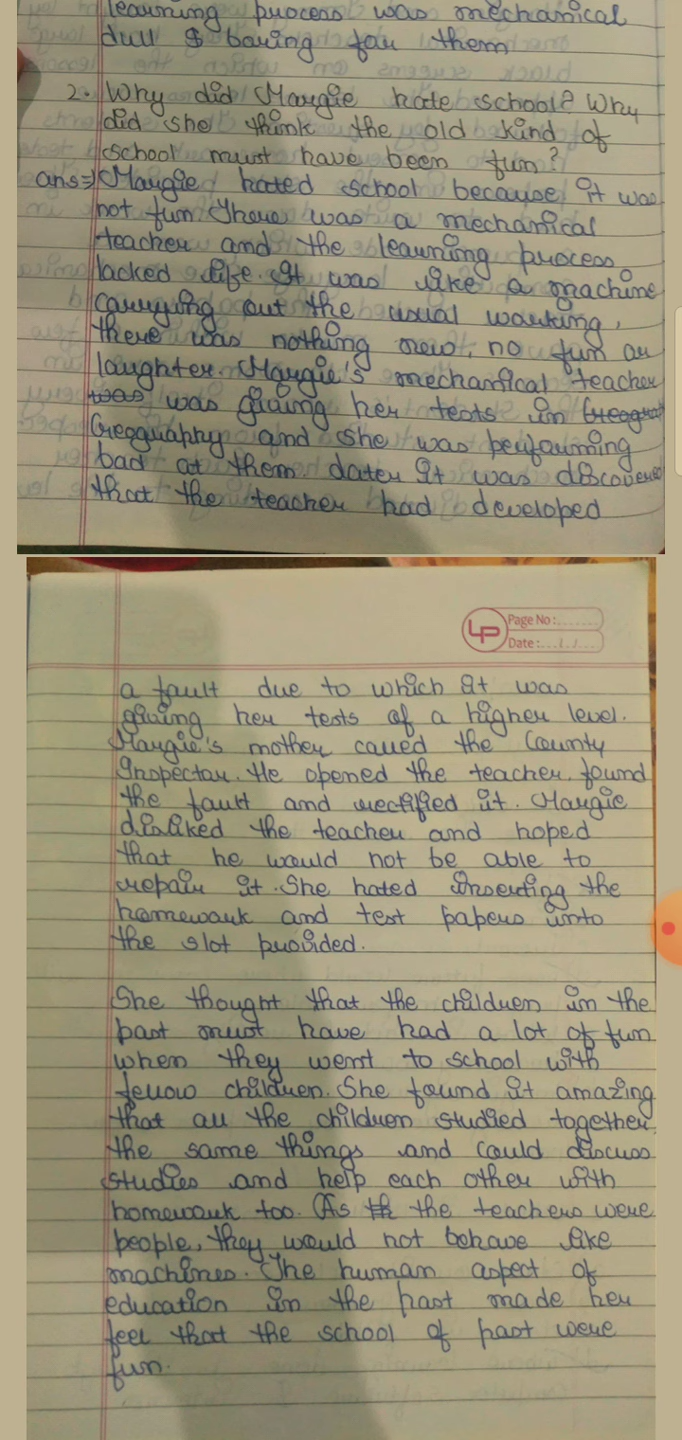 learning process was mechanical
dull & boring for them
2. Why did Margie hate school? Why
did she think the old kind of
school must have been fun?
ans⇒ Margie hated school because it was
not fun There was a mechanical
teacher and the learning process
lacked life. It was like a machine
carrying out the usual working,
there was nothing new, no fun or
laughter. Margie's mechanical teacher
was was giving her tests in Geograp
Geography and she was performing
bad at them. Later it was discovered
that the teacher had developed
LP
Page No:.......
Date:.../.../....
a fault due to which it was
giving her tests of a higher level.
Margie's mother called the County
Inspector. He opened the teacher, found
the fault and rectified it. Margie
disliked the teacher and hoped
that he would not be able to
repair it. She hated inserting the
homework and test papers into
the slot provided.
She thought that the children in the
past must have had a lot of fun
when they went to school with
fellow children. She found it amazing
that all the children studied together
the same things and could discuss
studies and help each other with
homework too. As th the teachers were
people, they would not behave like
machines. The human aspect of
education in the past made her
feel that the school of past were
fun.